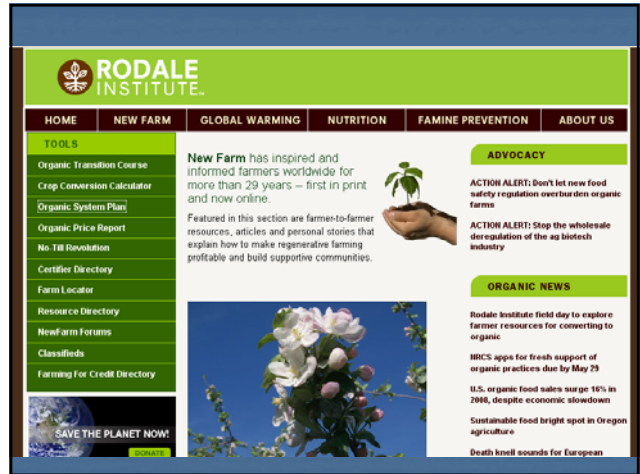 RODALE
INSTITUTE
HOME NEW FARM GLOBAL WARMING NUTRITION FAMINE PREVENTION ABOUT US
TOOLS
Organic Transition Course
Crop Conversion Calculator
Organic System Plan
Organic Price Report
No-Till Revolution
Certifier Directory
Farm Locator
Resource Directory
NewFarm Forums
Classifieds
Farming For Credit Directory
SAVE THE PLANET NOW!
DONATE
New Farm has inspired and
informed farmers worldwide for
more than 29 years – first in print
and now online.
Featured in this section are farmer-to-farmer
resources, articles and personal stories that
explain how to make regenerative farming
profitable and build supportive communities.
ADVOCACY
ACTION ALERT: Don't let new food
safety regulation overburden organic
farms
ACTION ALERT: Stop the wholesale
deregulation of the ag biotech
industry
ORGANIC NEWS
Rodale Institute field day to explore
farmer resources for converting to
organic
NRCS apps for fresh support of
organic practices due by May 29
U.S. organic food sales surge 16% in
2008, despite economic slowdown
Sustainable food bright spot in Oregon
agriculture
Death knell sounds for European